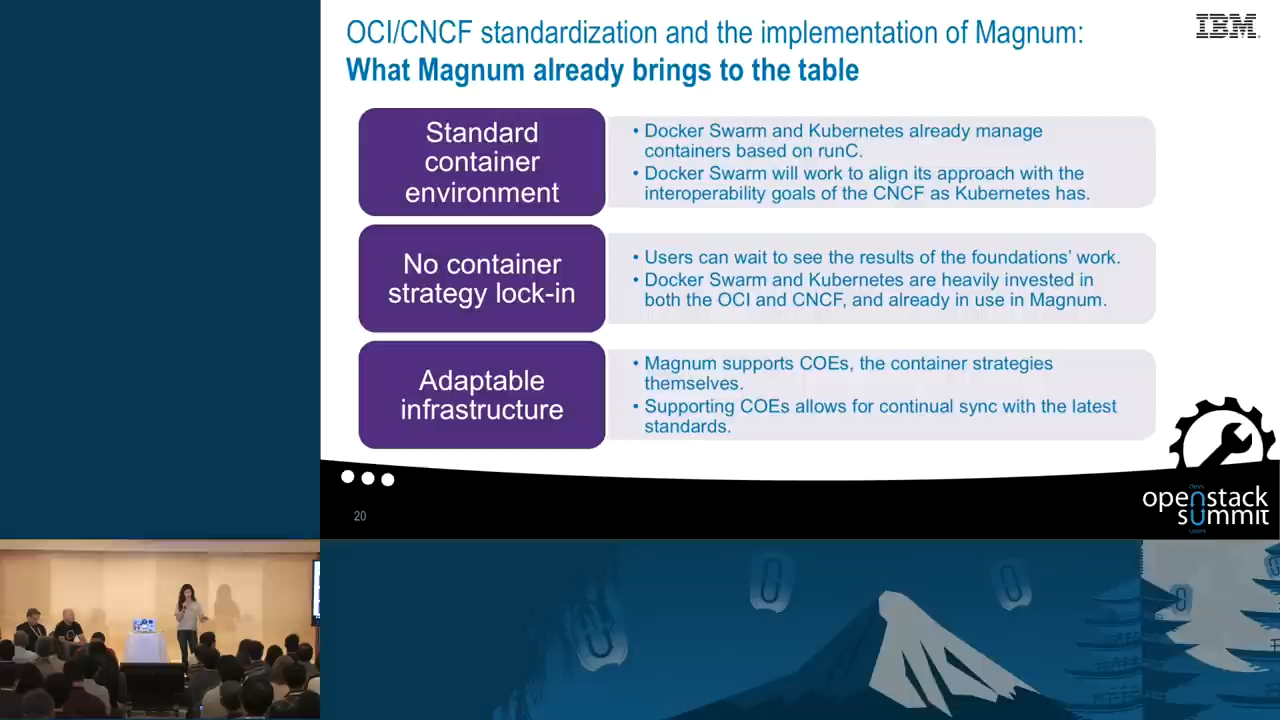 OCI/CNCF standardization and the implementation of Magnum:
What Magnum already brings to the table
IBM
Standard
container
environment
• Docker Swarm and Kubernetes already manage
containers based on runC.
• Docker Swarm will work to align its approach with the
interoperability goals of the CNCF as Kubernetes has.
No container
strategy lock-in
• Users can wait to see the results of the foundations' work.
• Docker Swarm and Kubernetes are heavily invested in
both the OCI and CNCF, and already in use in Magnum.
Adaptable
infrastructure
• Magnum supports COEs, the container strategies
themselves.
• Supporting COEs allows for continual sync with the latest
standards.
20
openstack
summit